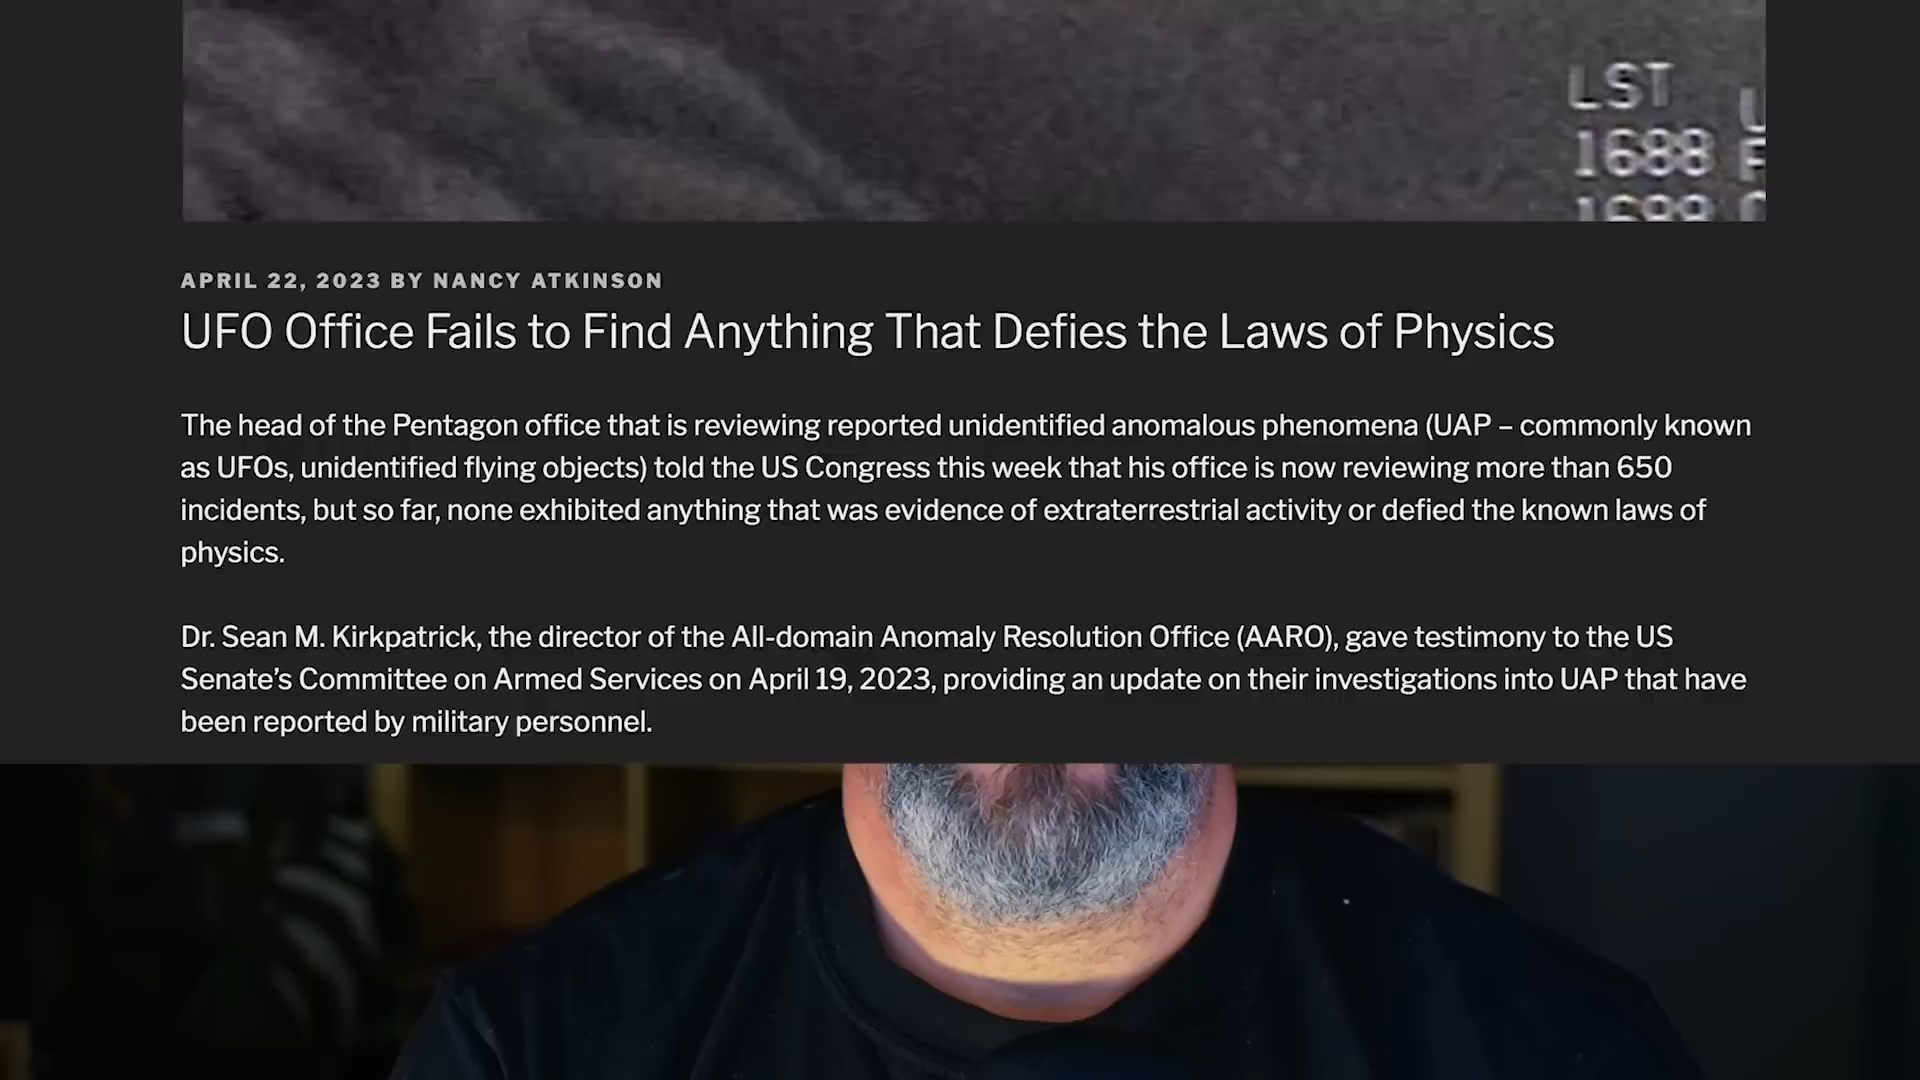 LST
1688
APRIL 22, 2023 BY NANCY ATKINSON
UFO Office Fails to Find Anything That Defies the Laws of Physics
The head of the Pentagon office that is reviewing reported unidentified anomalous phenomena (UAP – commonly known
as UFOs, unidentified flying objects) told the US Congress this week that his office is now reviewing more than 650
incidents, but so far, none exhibited anything that was evidence of extraterrestrial activity or defied the known laws of
physics.
Dr. Sean M. Kirkpatrick, the director of the All-domain Anomaly Resolution Office (AARO), gave testimony to the US
Senate’s Committee on Armed Services on April 19, 2023, providing an update on their investigations into UAP that have
been reported by military personnel.